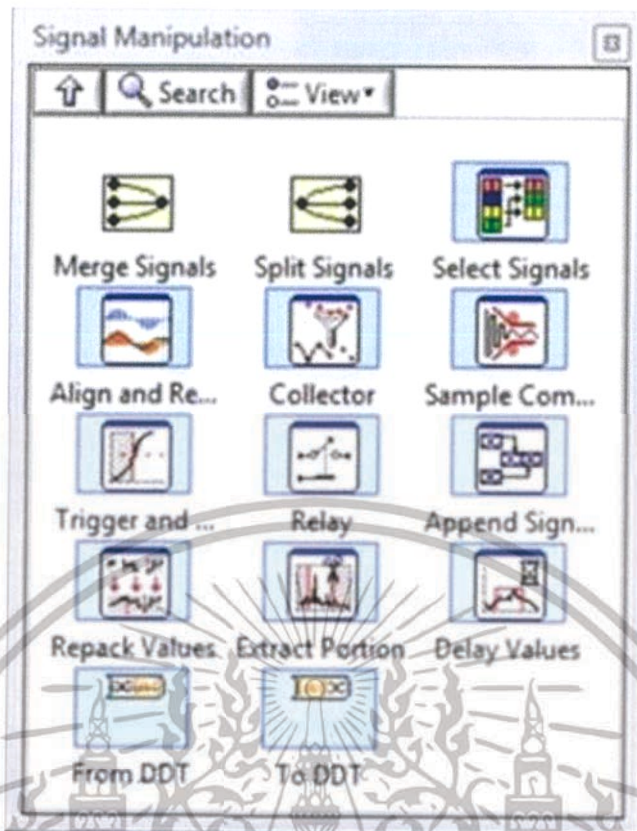 Signal Manipulation
Search View
Merge Signals Split Signals Select Signals
Align and Re... Collector Sample Com...
Trigger and ... Relay Append Sign...
Repack Values Extract Portion Delay Values
From DDT To DDT